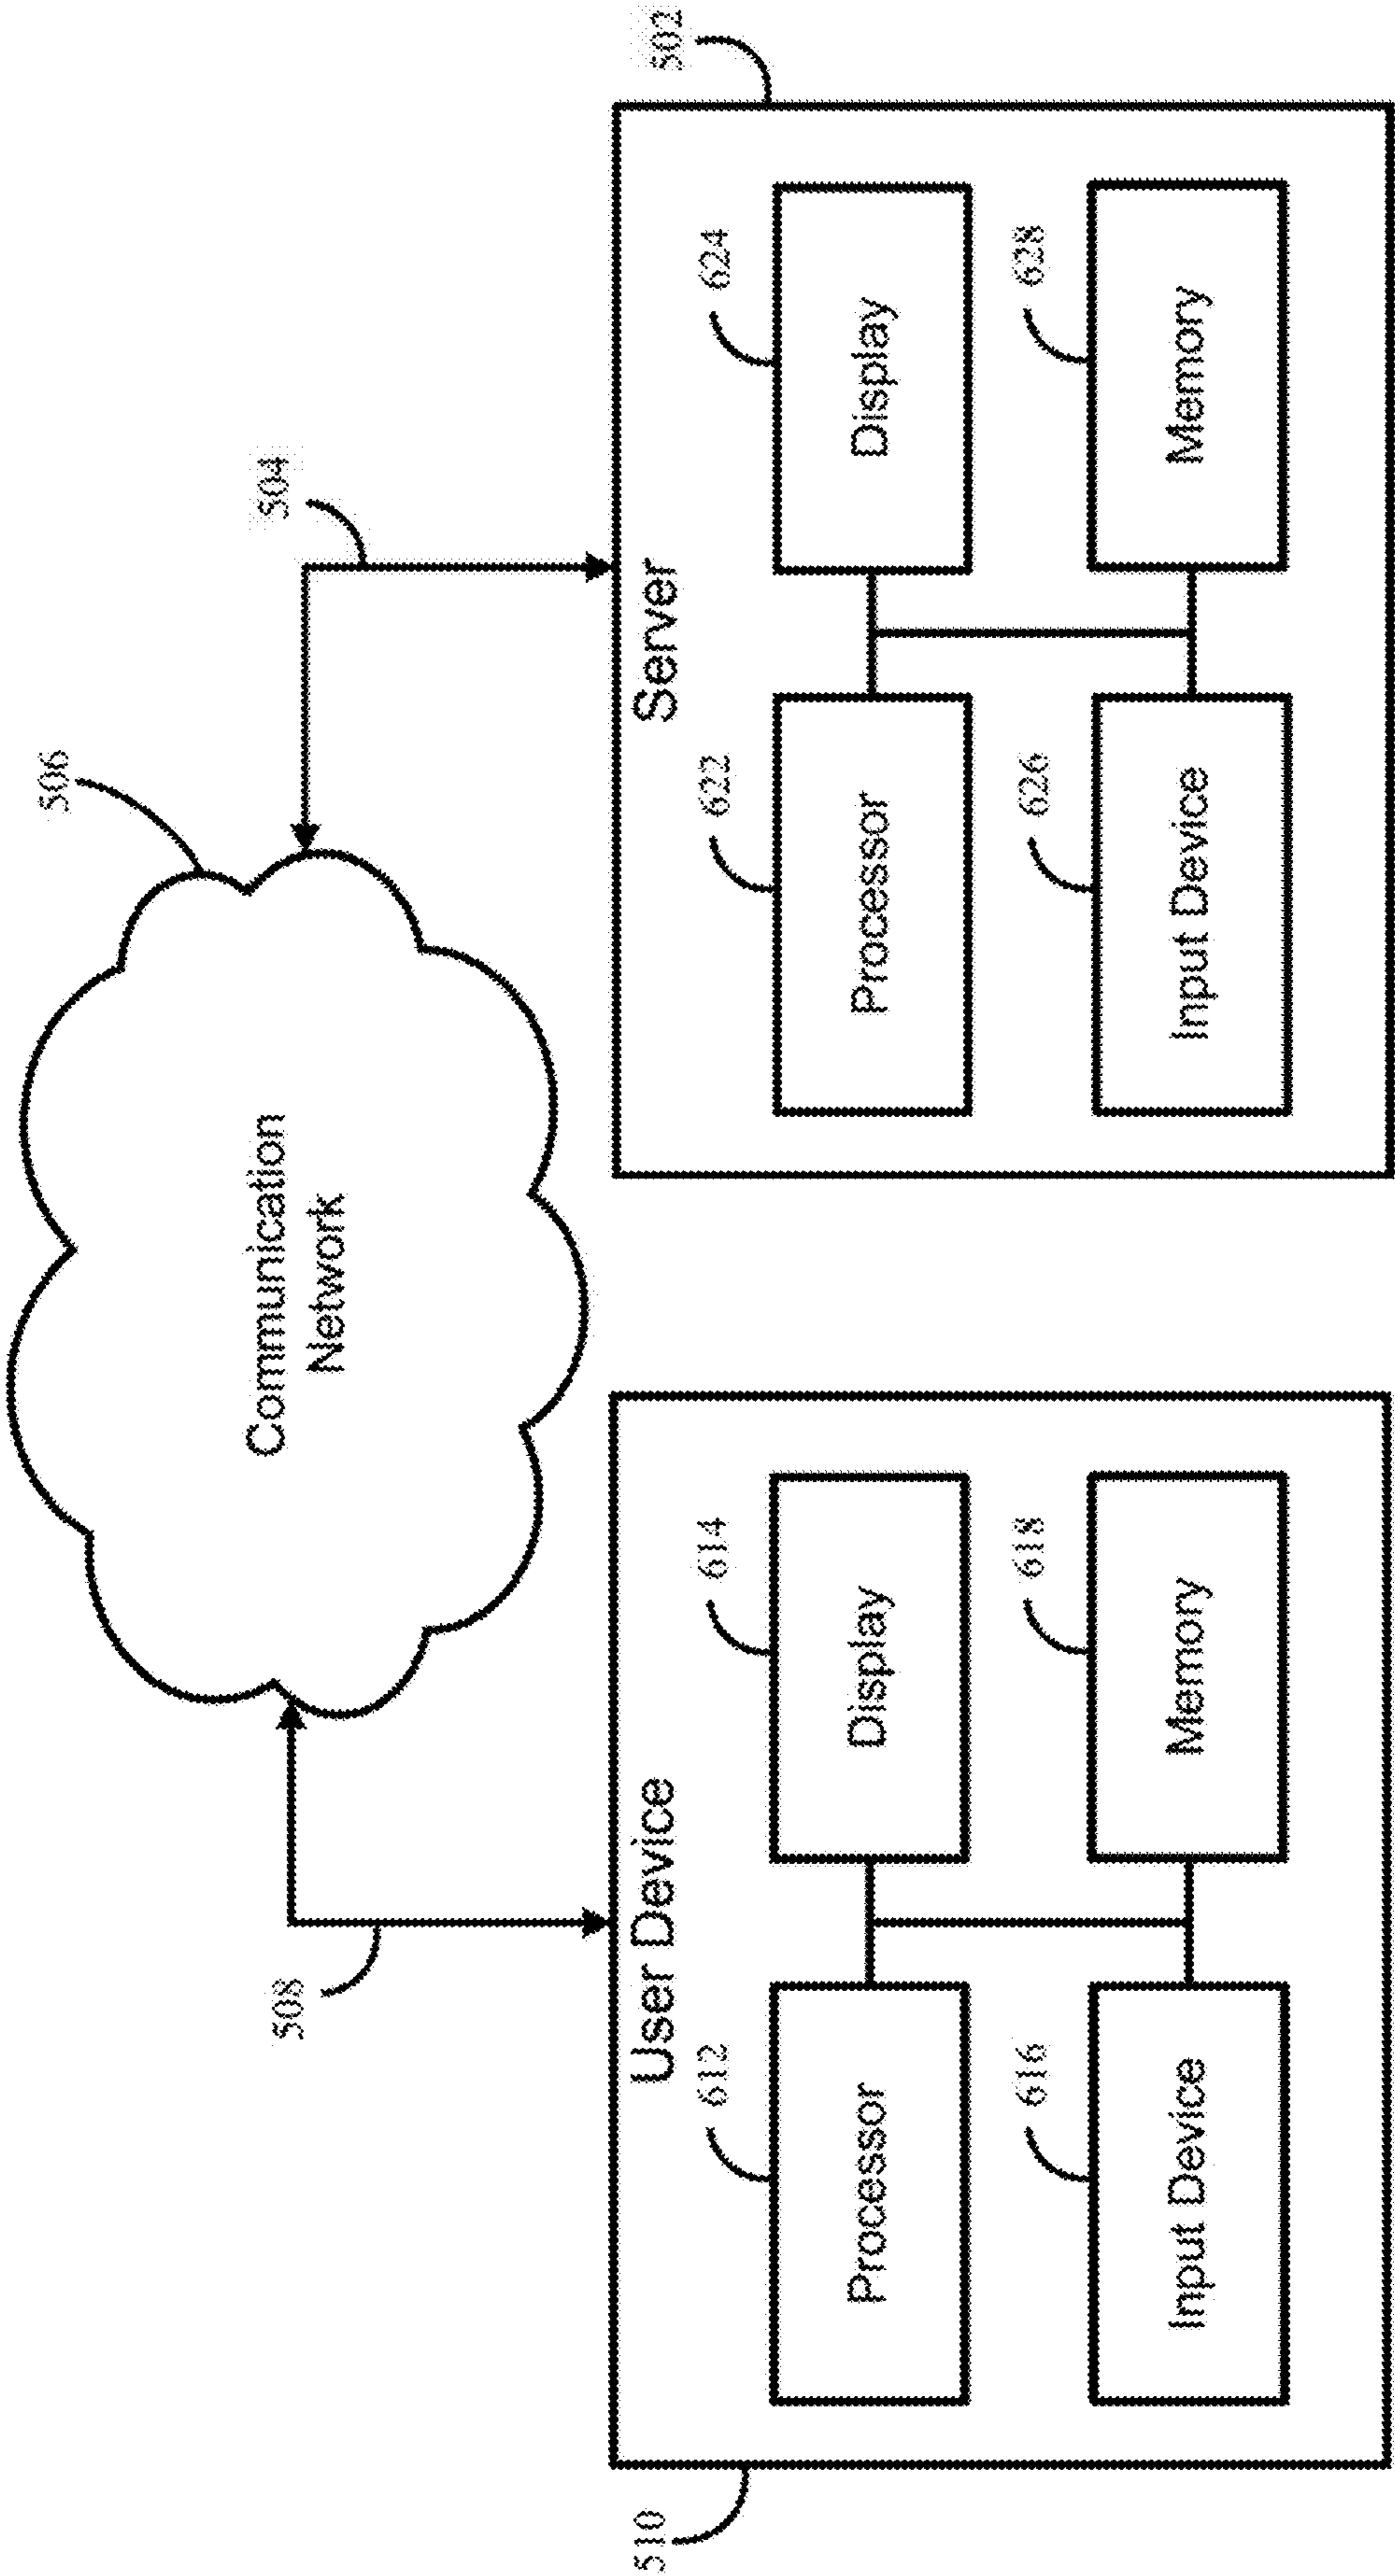 506
Communication
Network
508
504
510
User Device
612
Processor
614
Display
616
Input Device
618
Memory
502
Server
622
Processor
624
Display
626
Input Device
628
Memory